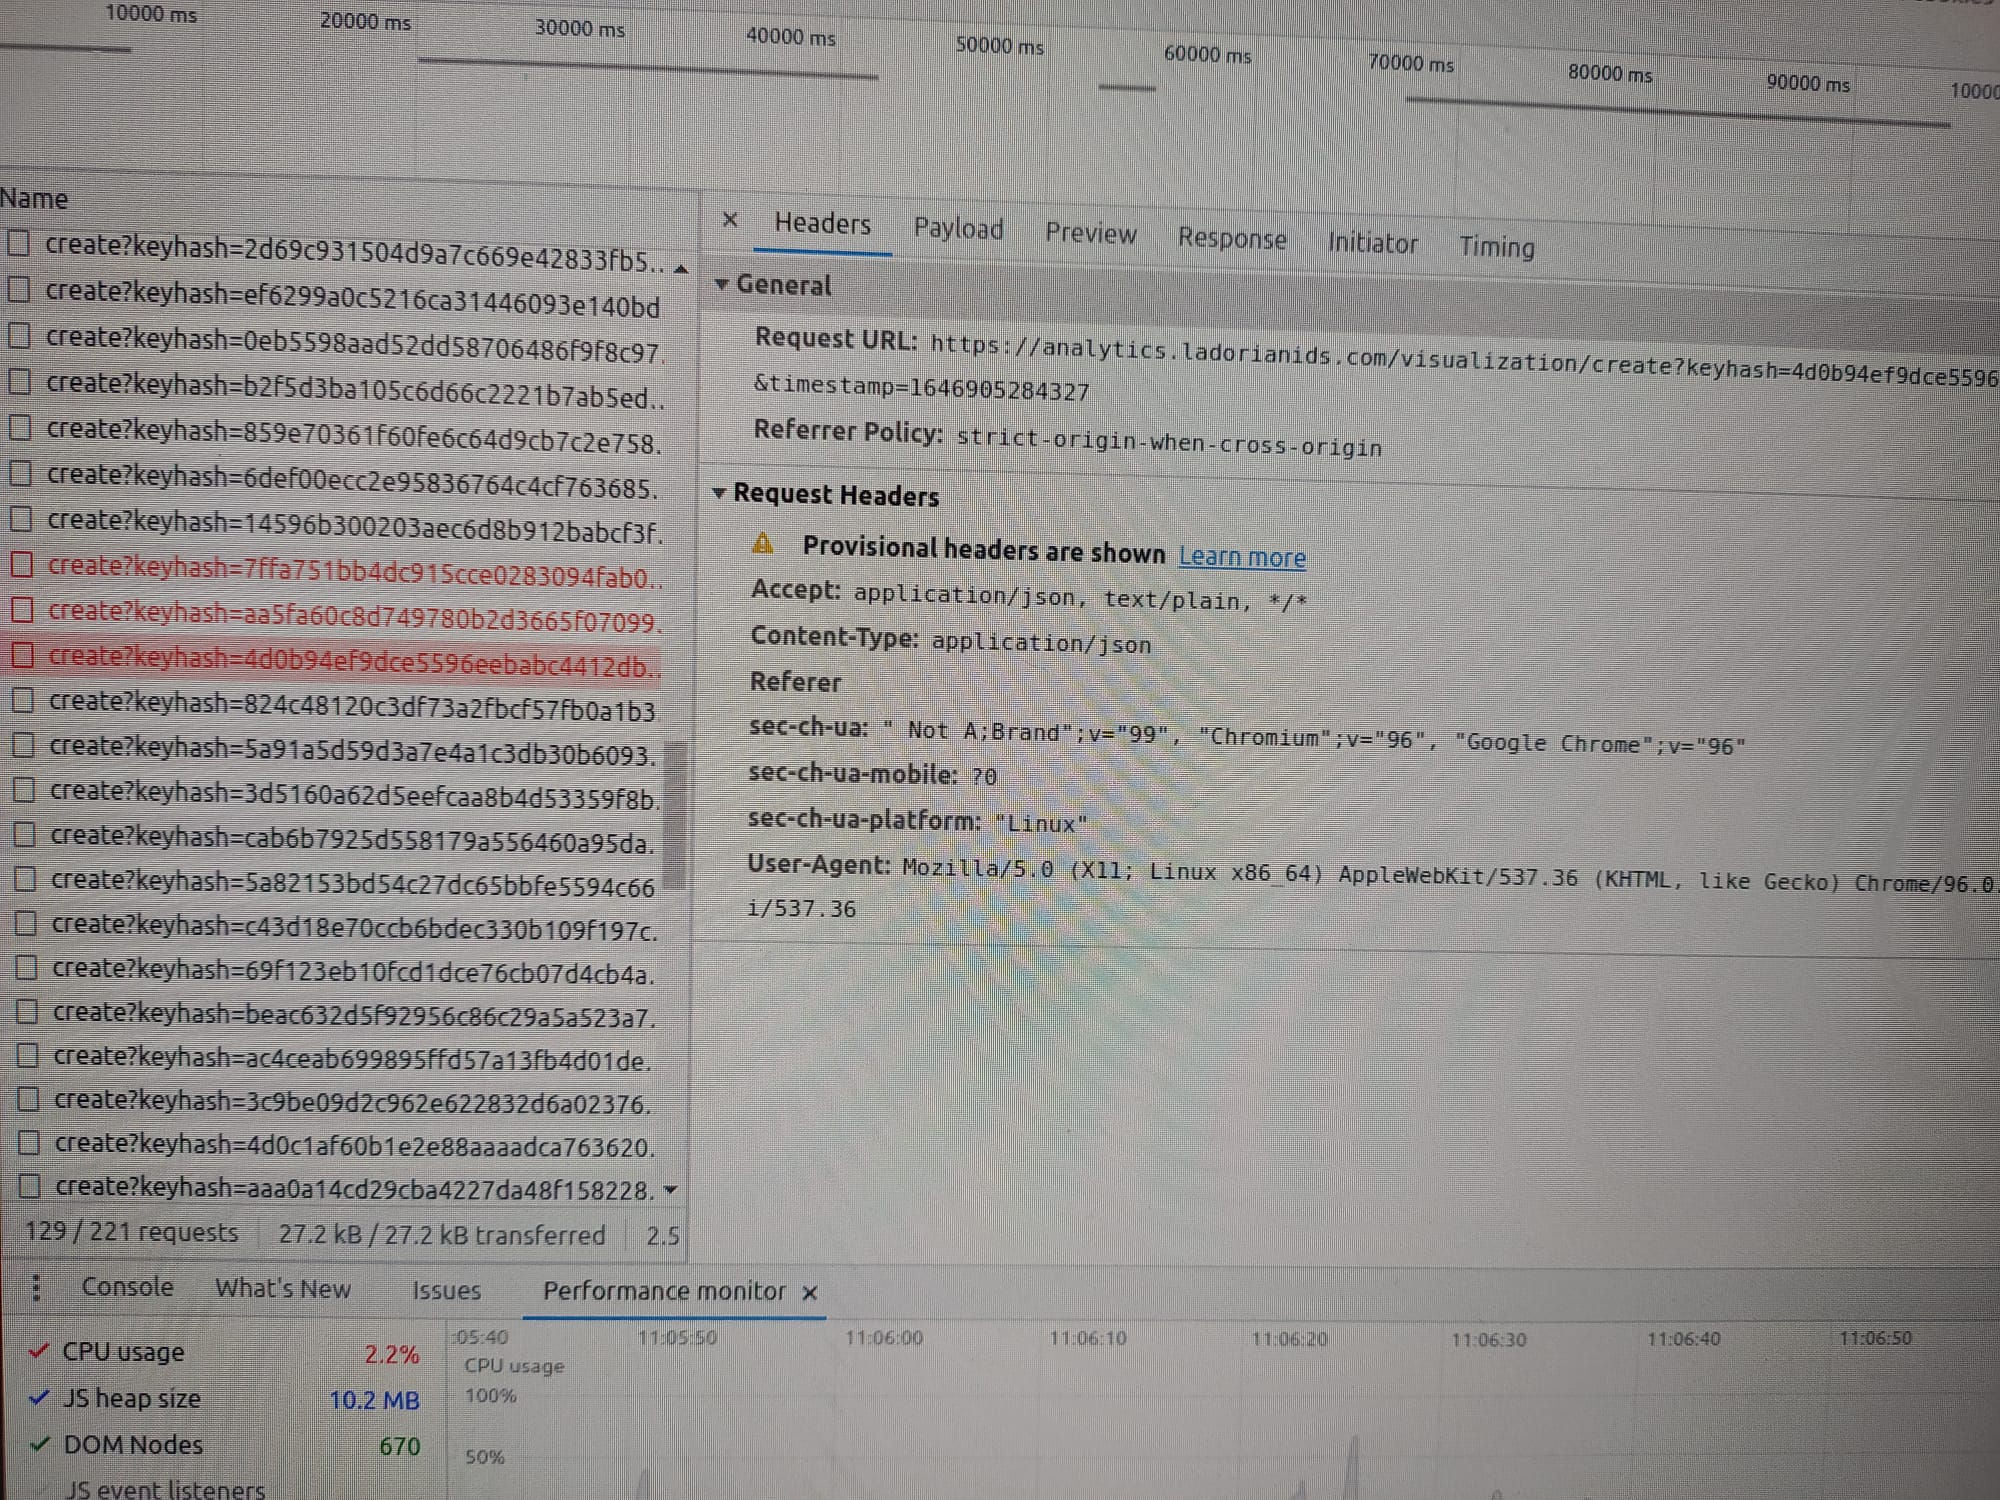 10000 ms
20000 ms
30000 ms
40000 ms
50000 ms
60000 ms
70000 ms
80000 ms
90000 ms
Name
create?keyhash=2d69c931504d9a7c669e42833fb5..
create?keyhash=ef6299a0c5216ca31446093e140bd
create?keyhash=0eb5598aad52dd58706486f9f8c97.
create?keyhash=b2f5d3ba105c6d66c2221b7ab5ed..
create?keyhash=859e70361f60fe6c64d9cb7c2e758.
create?keyhash=6def00ecc2e95836764c4cf763685.
create?keyhash=14596b300203aec6d8b912babcf3f.
create?keyhash=7ffa751bb4dc915cce0283094fab0..
create?keyhash=aa5fa60c8d749780b2d3665f07099.
create?keyhash=4d0b94ef9dce5596eebabc4412db..
create?keyhash=824c48120c3df73a2fbcf57fb0a1b3
create?keyhash=5a91a5d59d3a7e4a1c3db30b6093.
create?keyhash=3d5160a62d5eefcaa8b4d53359f8b.
create?keyhash=cab6b7925d558179a556460a95da.
create?keyhash=5a82153bd54c27dc65bbfe5594c66
create?keyhash=c43d18e70ccb6bdec330b109f197c.
create?keyhash=69f123eb10fcd1dce76cb07d4cb4a.
create?keyhash=beac632d5f92956c86c29a5a523a7.
create?keyhash=ac4ceab699895ffd57a13fb4d01de.
create?keyhash=3c9be09d2c962e622832d6a02376.
create?keyhash=4d0c1af60b1e2e88aaaadca763620.
create?keyhash=aaa0a14cd29cba4227da48f158228.
129 / 221 requests
27.2 kB / 27.2 kB transferred
2.5
× Headers Payload Preview Response Initiator Timing
General
Request URL: https://analytics.ladorianids.com/visualization/create?keyhash=4d0b94ef9dce5596
&timestamp=1646905284327
Referrer Policy: strict-origin-when-cross-origin
Request Headers
Provisional headers are shown Learn more
Accept: application/json, text/plain, */*
Content-Type: application/json
Referer
sec-ch-ua: " Not A;Brand";v="99", "Chromium";v="96", "Google Chrome";v="96"
sec-ch-ua-mobile: ?0
sec-ch-ua-platform: "Linux"
User-Agent: Mozilla/5.0 (X11; Linux x86_64) AppleWebKit/537.36 (KHTML, like Gecko) Chrome/96.0.
i/537.36
Console What's New Issues Performance monitor ×
CPU usage 2.2%
JS heap size 10.2 MB
DOM Nodes 670
JS event listeners
:05:40
11:05:50
11:06:00
11:06:10
11:06:20
11:06:30
11:06:40
11:06:50
CPU usage
100%
50%